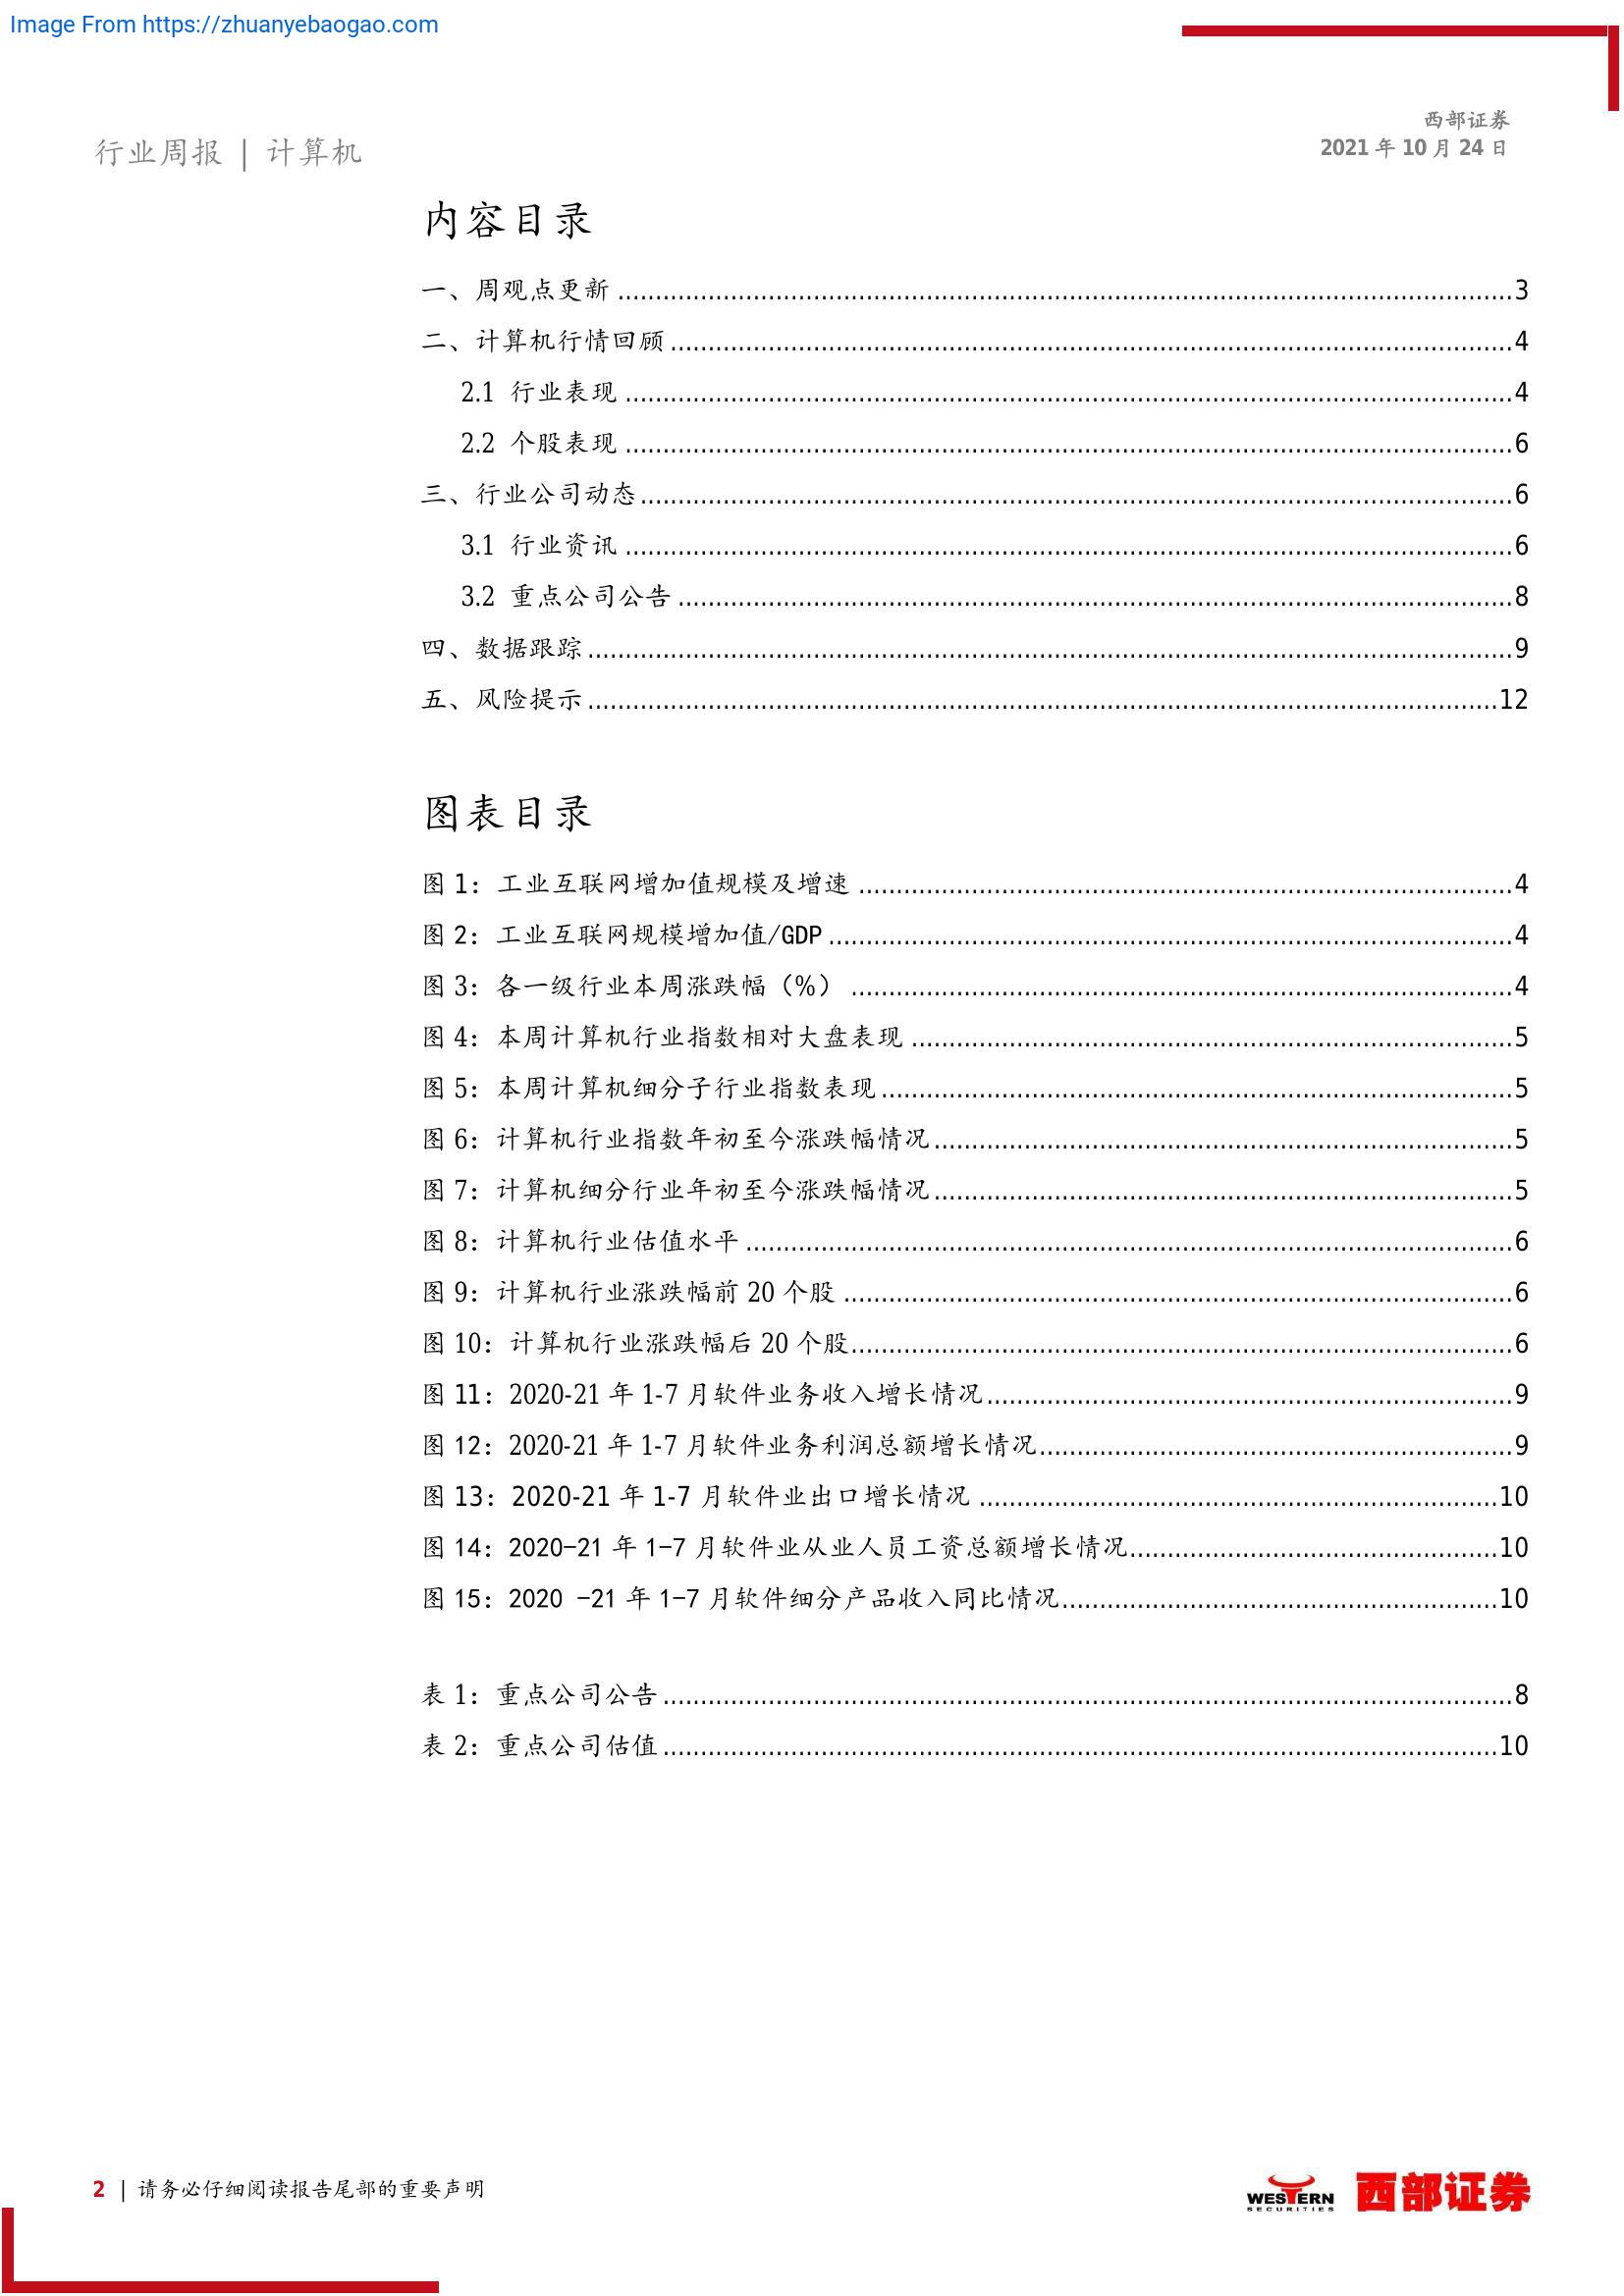 Image From https://zhuanyebaogao.com
行业周报 | 计算机
西部证券
2021 年 10 月 24 日
内容目录
一、周观点更新 ........ 3
二、计算机行情回顾 ........ 4
2.1 行业表现 ........ 4
2.2 个股表现 ........ 6
三、行业公司动态 ........ 6
3.1 行业资讯 ........ 6
3.2 重点公司公告 ........ 8
四、数据跟踪 ........ 9
五、风险提示 ........ 12
图表目录
图 1：工业互联网增加值规模及增速 ........ 4
图 2：工业互联网规模增加值/GDP ........ 4
图 3：各一级行业本周涨跌幅（%） ........ 4
图 4：本周计算机行业指数相对大盘表现 ........ 5
图 5：本周计算机细分子行业指数表现 ........ 5
图 6：计算机行业指数年初至今涨跌幅情况 ........ 5
图 7：计算机细分行业年初至今涨跌幅情况 ........ 5
图 8：计算机行业估值水平 ........ 6
图 9：计算机行业涨跌幅前 20 个股 ........ 6
图 10：计算机行业涨跌幅后 20 个股 ........ 6
图 11：2020-21 年 1-7 月软件业务收入增长情况 ........ 9
图 12：2020-21 年 1-7 月软件业务利润总额增长情况 ........ 9
图 13：2020-21 年 1-7 月软件业出口增长情况 ........ 10
图 14：2020-21 年 1-7 月软件业从业人员工资总额增长情况 ........ 10
图 15：2020 -21 年 1-7 月软件细分产品收入同比情况 ........ 10
表 1：重点公司公告 ........ 8
表 2：重点公司估值 ........ 10
2 | 请务必仔细阅读报告尾部的重要声明
WESTERN
SECURITIES
西部证券